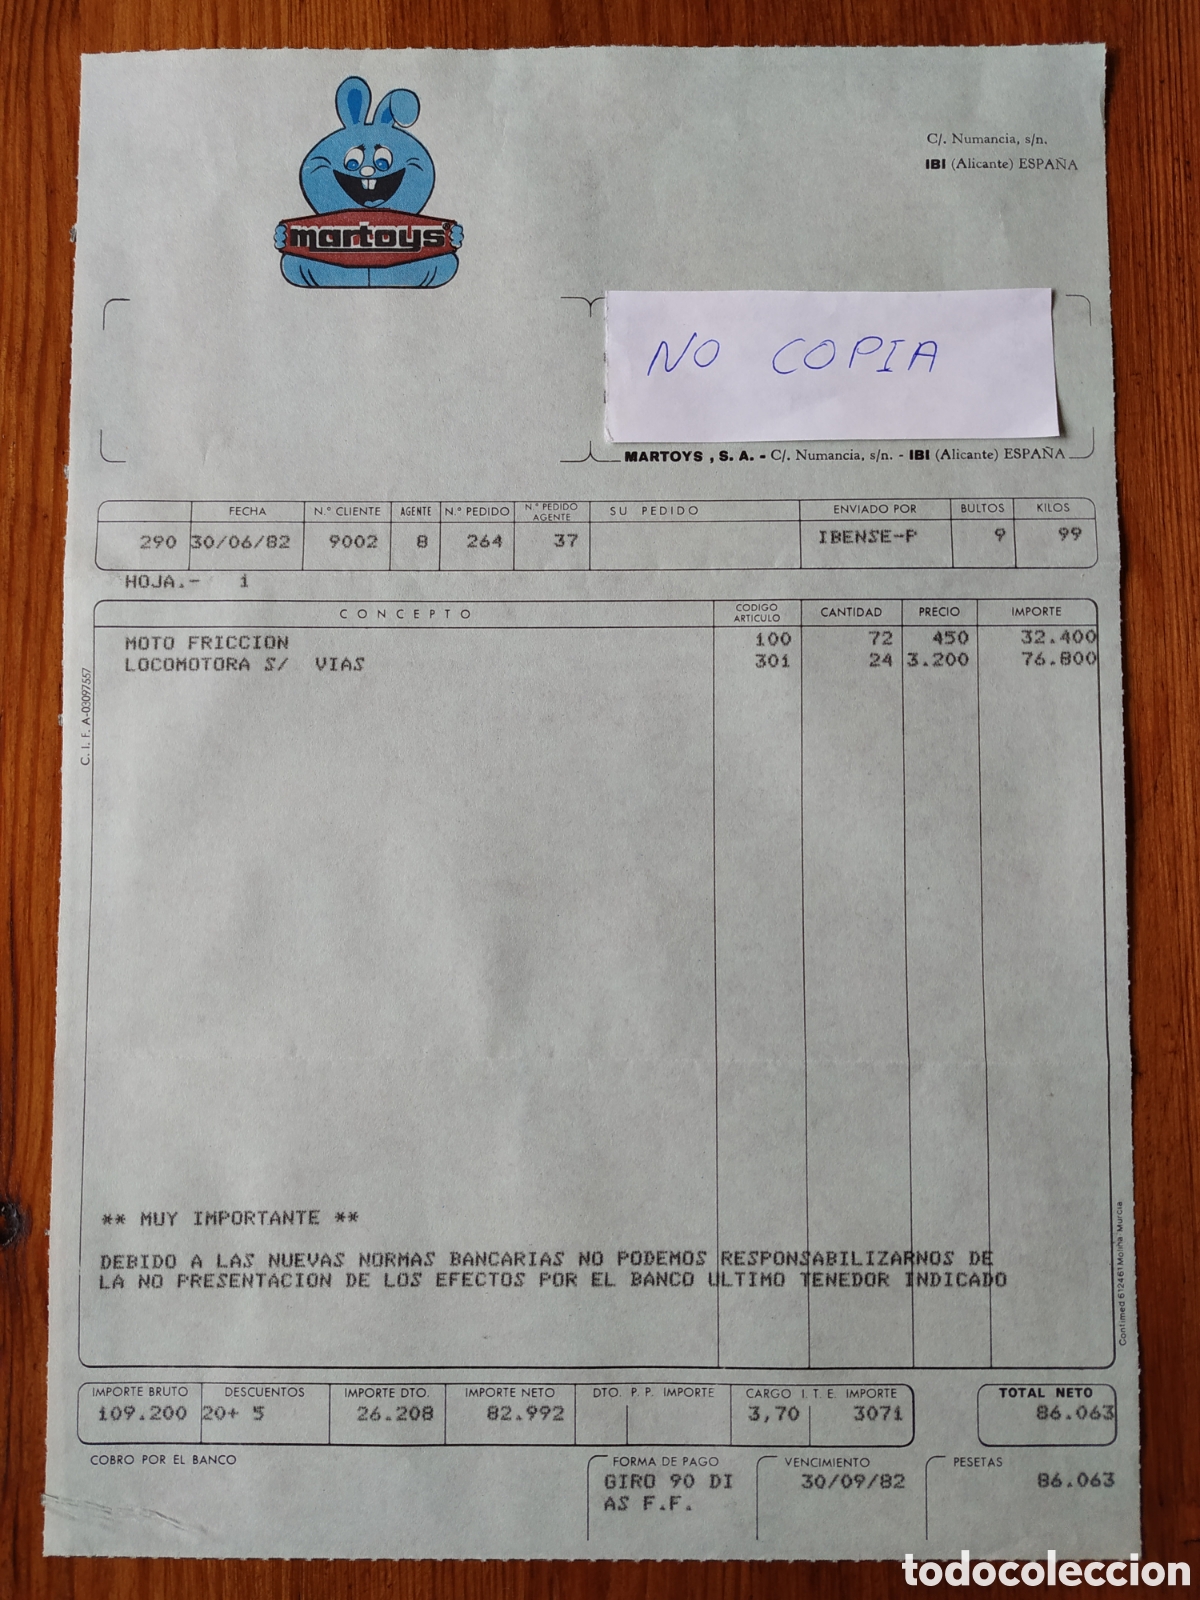 martoys
C/. Numancia, s/n.
IBI (Alicante) ESPAÑA
NO COPIA
MARTOYS , S. A. - C/. Numancia, s/n. - IBI (Alicante) ESPAÑA
FECHA N.º CLIENTE AGENTE N.º PEDIDO N.º PEDIDO AGENTE SU PEDIDO ENVIADO POR BULTOS KILOS
290 30/06/82 9002 8 264 37 IBENSE-P 9 99
HOJA.- 1
CONCEPTO CODIGO ARTICULO CANTIDAD PRECIO IMPORTE
MOTO FRICCION 100 72 450 32.400
LOCOMOTORA S/ VIAS 301 24 3.200 76.800
C. I. F. A-03097557
** MUY IMPORTANTE **
DEBIDO A LAS NUEVAS NORMAS BANCARIAS NO PODEMOS RESPONSABILIZARNOS DE
LA NO PRESENTACION DE LOS EFECTOS POR EL BANCO ULTIMO TENEDOR INDICADO
Contimed 612461 Molina Murcia
IMPORTE BRUTO DESCUENTOS IMPORTE DTO. IMPORTE NETO DTO. P. P. IMPORTE CARGO I. T. E. IMPORTE TOTAL NETO
109.200 20+ 5 26.208 82.992 3,70 3071 86.063
COBRO POR EL BANCO FORMA DE PAGO VENCIMIENTO PESETAS
GIRO 90 DI 30/09/82 86.063
AS F.F.
todocoleccion